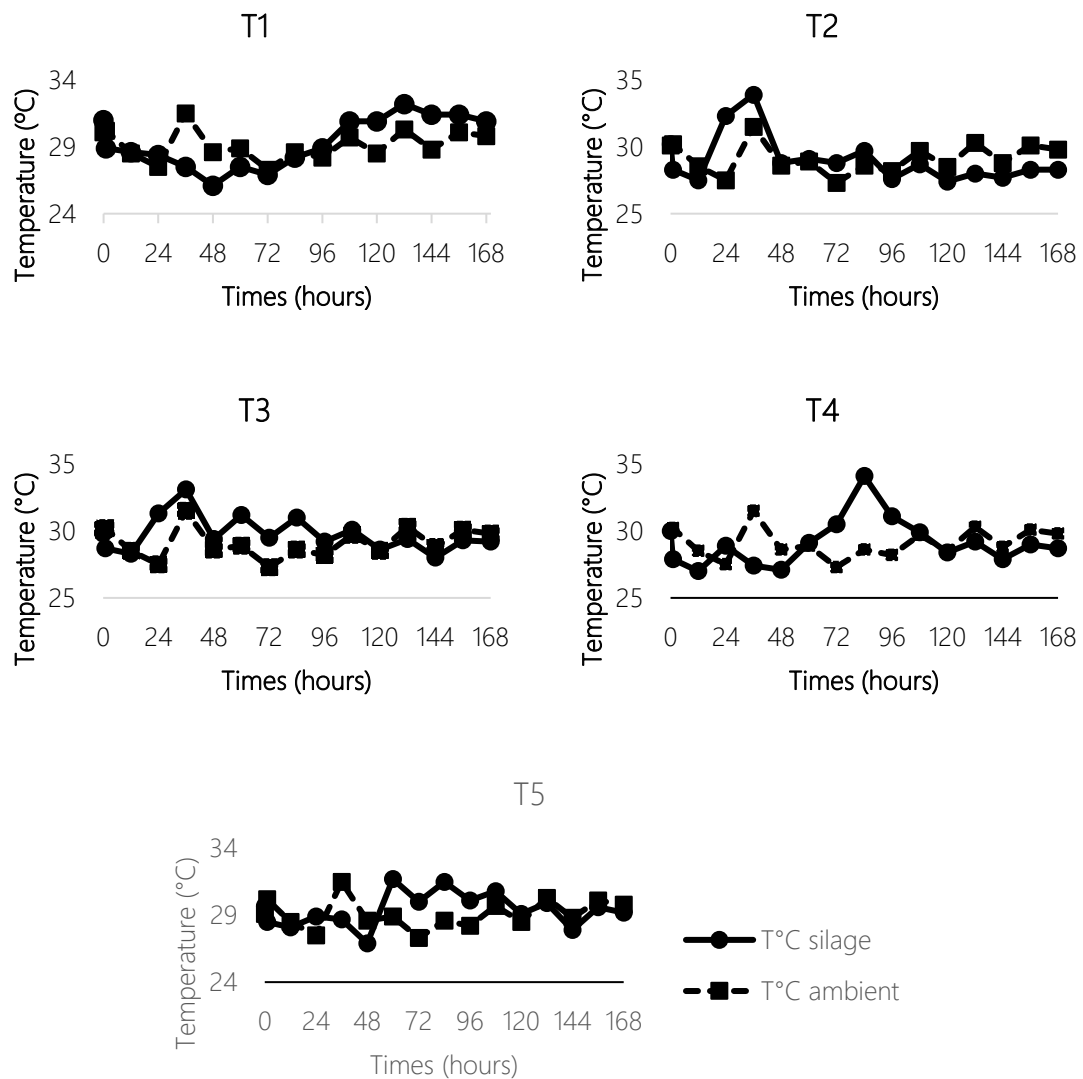 T1
Temperature (ºC)
34
29
24
0 24 48 72 96 120 144 168
Times (hours)
T2
Temperature (°C)
35
30
25
0 24 48 72 96 120 144 168
Times (hours)
T3
Temperature (°C)
35
30
25
0 24 48 72 96 120 144 168
Times (hours)
T4
Temperature (°C)
35
30
25
0 24 48 72 96 120 144 168
Times (hours)
T5
Temperature (°C)
34
29
24
0 24 48 72 96 120 144 168
Times (hours)
T°C silage
T°C ambient